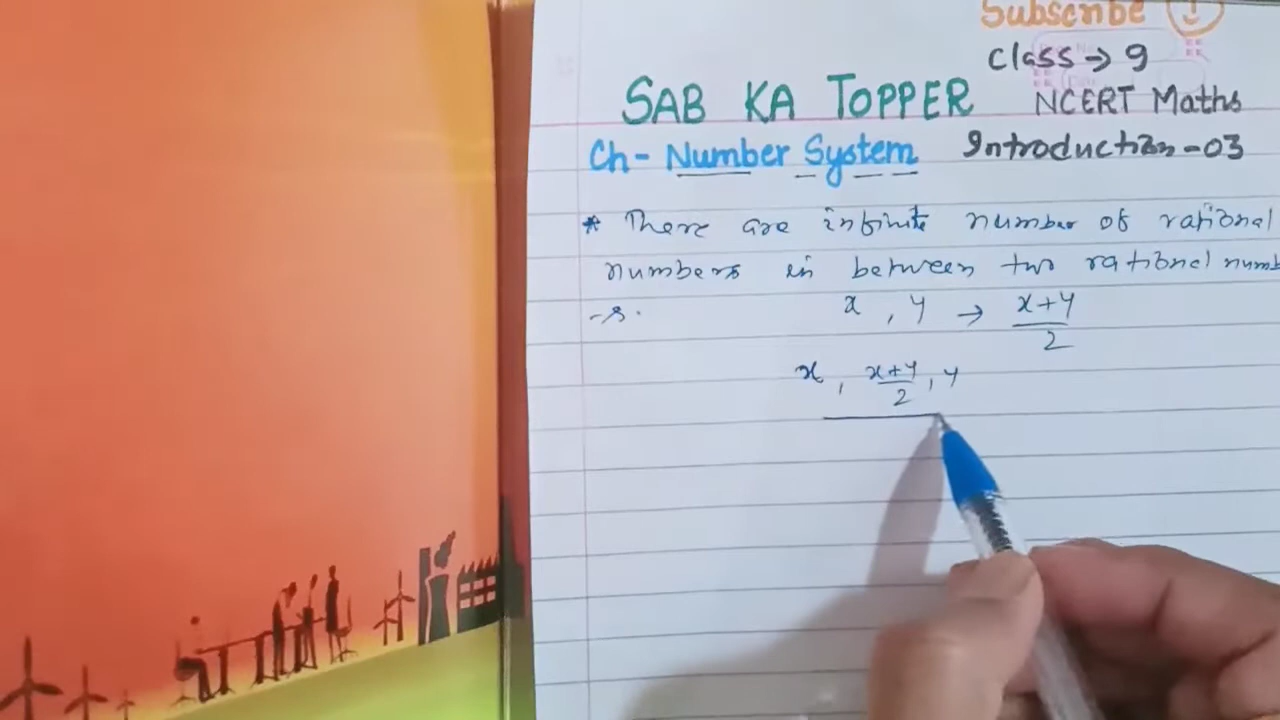 Subscribe
Class → 9
SAB KA TOPPER NCERT Maths
Ch- Number System Introduction-03
* There are infinite number of rational
numbers in between two rational numb
-s. x , y → x+y/2
x , x+y/2 , y